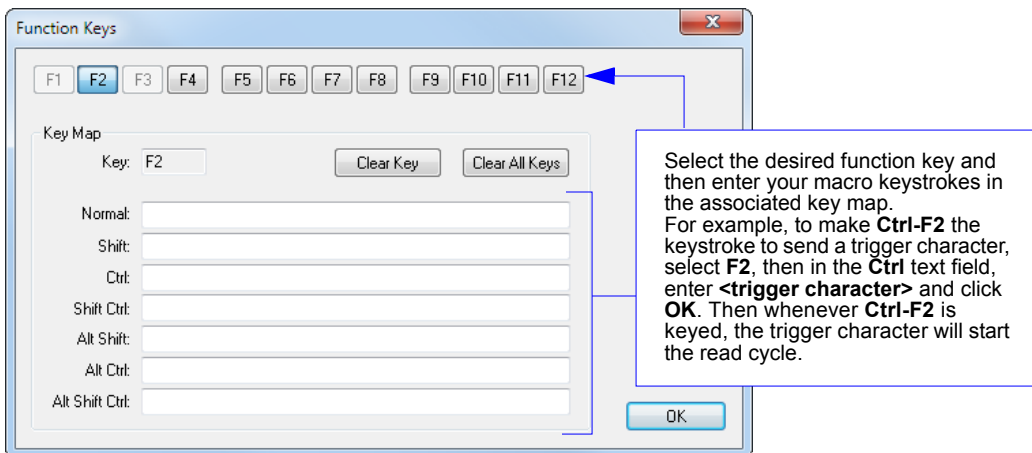 Function Keys
F1 F2 F3 F4 F5 F6 F7 F8 F9 F10 F11 F12
Key Map
Key: F2 Clear Key Clear All Keys
Normal:
Shift:
Ctrl:
Shift Ctrl:
Alt Shift:
Alt Ctrl:
Alt Shift Ctrl:
Select the desired function key and
then enter your macro keystrokes in
the associated key map.
For example, to make Ctrl-F2 the
keystroke to send a trigger character,
select F2, then in the Ctrl text field,
enter <trigger character> and click
OK. Then whenever Ctrl-F2 is
keyed, the trigger character will start
the read cycle.
OK